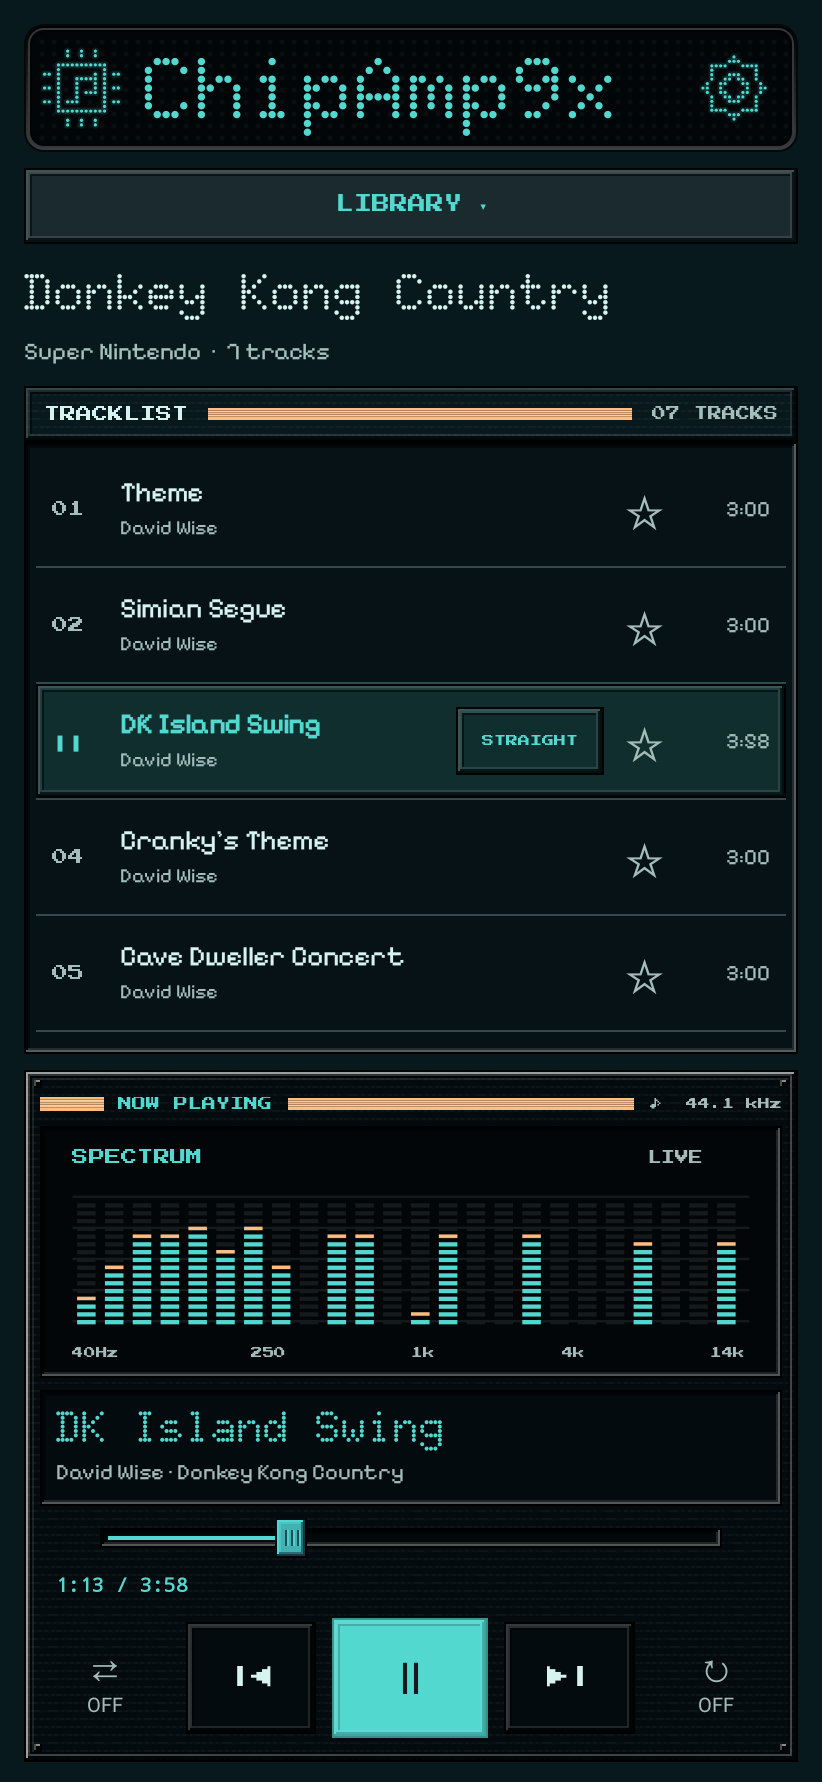 ChipAmp9x
LIBRARY ▾
Donkey Kong Country
Super Nintendo · 7 tracks
TRACKLIST 07 TRACKS
01 Theme 3:00
David Wise
02 Simian Segue 3:00
David Wise
DK Island Swing STRAIGHT 3:58
David Wise
04 Cranky's Theme 3:00
David Wise
05 Cave Dweller Concert 3:00
David Wise
NOW PLAYING ♪ 44.1 kHz
SPECTRUM LIVE
40Hz 250 1k 4k 14k
DK Island Swing
David Wise · Donkey Kong Country
1:13 / 3:58
OFF OFF